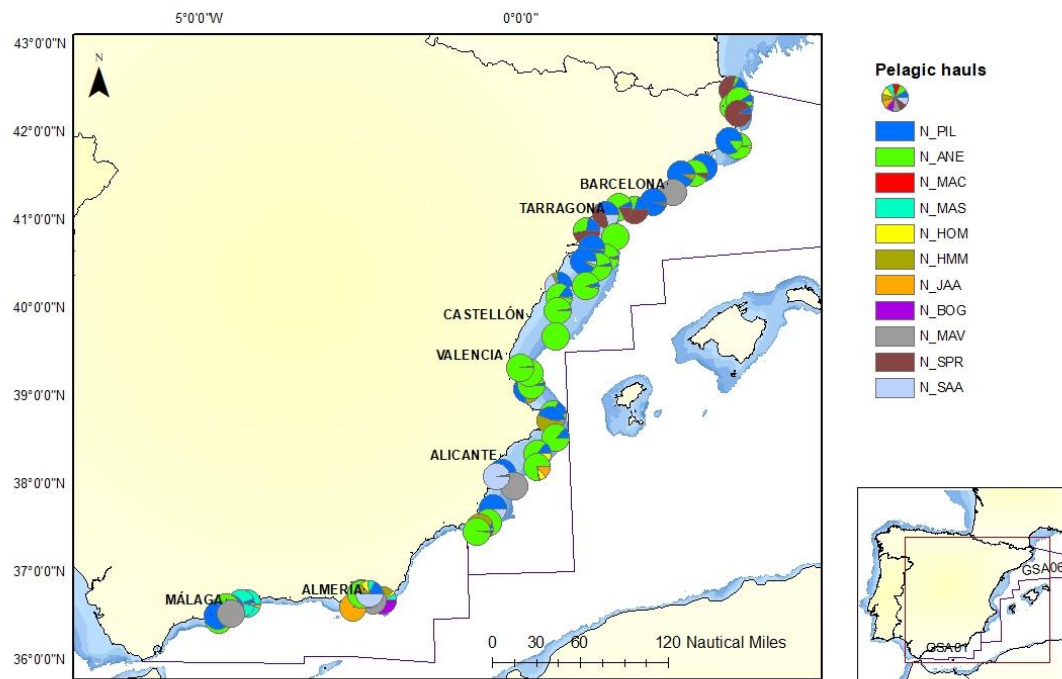 5°0'0"W 0°0'0"
43°0'0"N
42°0'0"N
41°0'0"N
40°0'0"N
39°0'0"N
38°0'0"N
37°0'0"N
36°0'0"N
N
BARCELONA
TARRAGONA
CASTELLÓN
VALENCIA
ALICANTE
ALMERÍA
MÁLAGA
0 30 60 120 Nautical Miles
Pelagic hauls
N_PIL
N_ANE
N_MAC
N_MAS
N_HOM
N_HMM
N_JAA
N_BOG
N_MAV
N_SPR
N_SAA
GSA06
GSA01